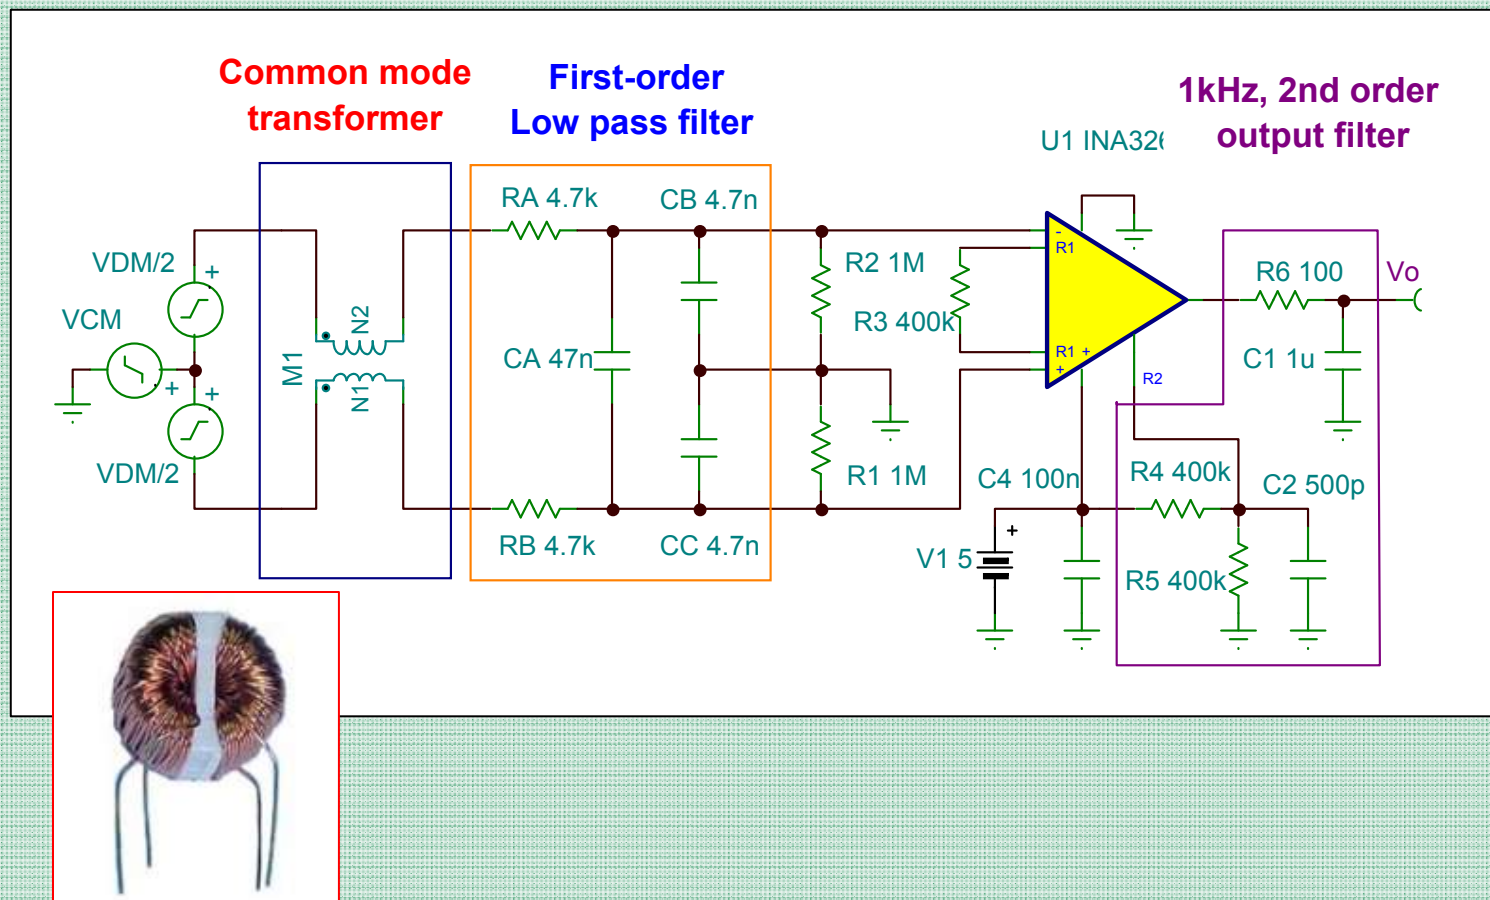 Common mode
transformer
First-order
Low pass filter
1kHz, 2nd order
output filter
U1 INA326
RA 4.7k
CB 4.7n
VDM/2
+
R2 1M
-
R1
R6 100
Vo
VCM
N2
R3 400k
CA 47n
M1
R1 +
+
C1 1u
+
+
N1
R2
VDM/2
R1 1M
C4 100n
R4 400k
C2 500p
RB 4.7k
CC 4.7n
+
V1 5
R5 400k